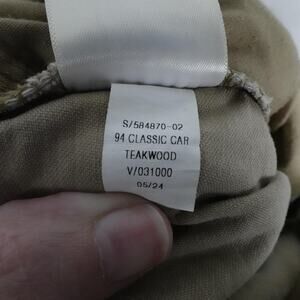 S/584870-02
94 CLASSIC CAR
TEAKWOOD
V/031000
05/24